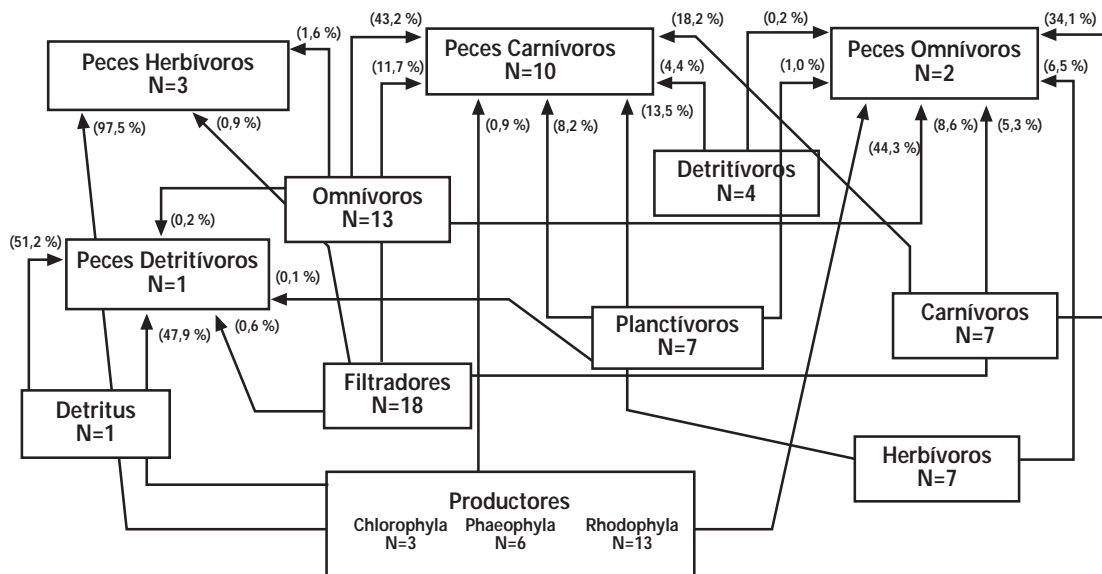 (1,6 %)
(43,2 %)
(18,2 %)
(0,2 %)
(34,1 %)
Peces Herbívoros
N=3
Peces Carnívoros
N=10
Peces Omnívoros
N=2
(11,7 %)
(4,4 %)
(1,0 %)
(6,5 %)
(97,5 %)
(0,9 %)
(0,9 %)
(8,2 %)
(13,5 %)
(44,3 %)
(8,6 %)
(5,3 %)
Detritívoros
N=4
Omnívoros
N=13
(0,2 %)
(51,2 %)
Peces Detritívoros
N=1
(0,1 %)
(47,9 %)
(0,6 %)
Planctívoros
N=7
Carnívoros
N=7
Filtradores
N=18
Detritus
N=1
Herbívoros
N=7
Productores
Chlorophyla
N=3
Phaeophyla
N=6
Rhodophyla
N=13